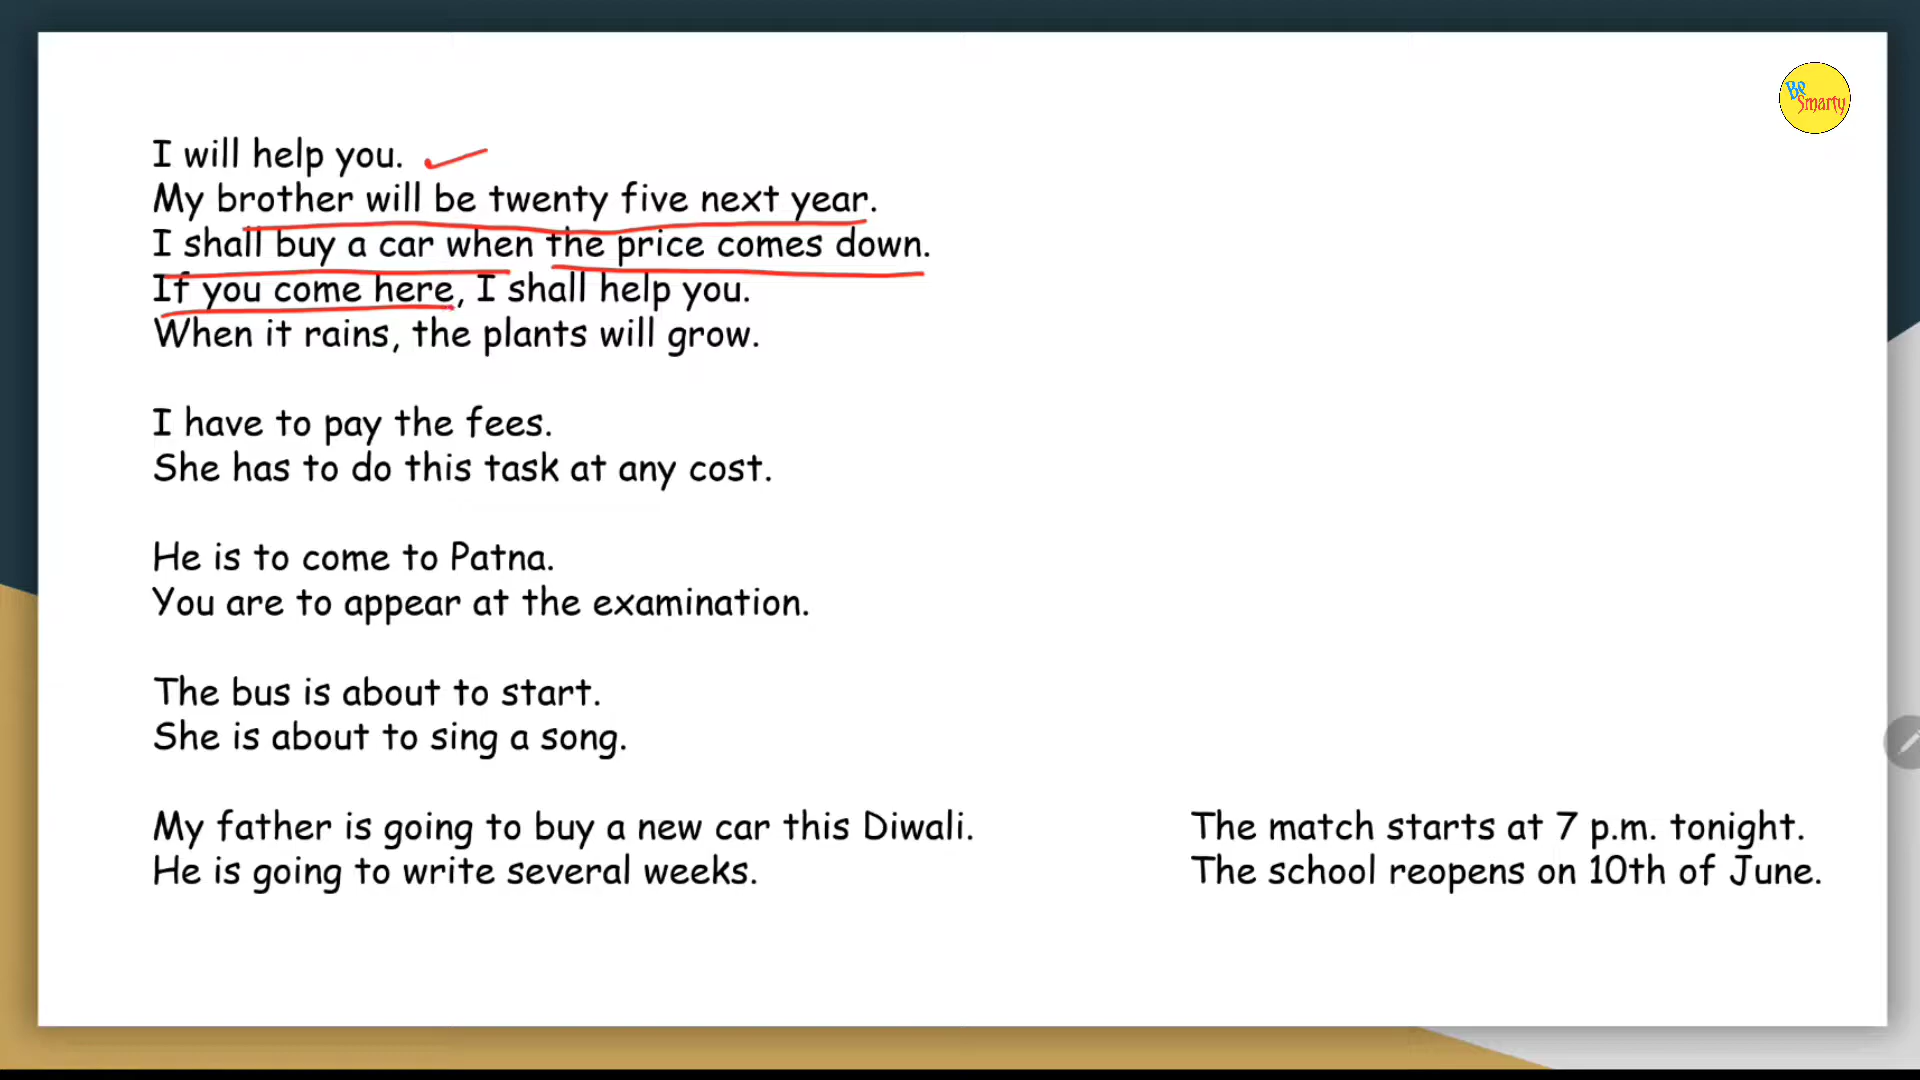 Be
Smarty
I will help you.
My brother will be twenty five next year.
I shall buy a car when the price comes down.
If you come here, I shall help you.
When it rains, the plants will grow.
I have to pay the fees.
She has to do this task at any cost.
He is to come to Patna.
You are to appear at the examination.
The bus is about to start.
She is about to sing a song.
My father is going to buy a new car this Diwali.
He is going to write several weeks.
The match starts at 7 p.m. tonight.
The school reopens on 10th of June.